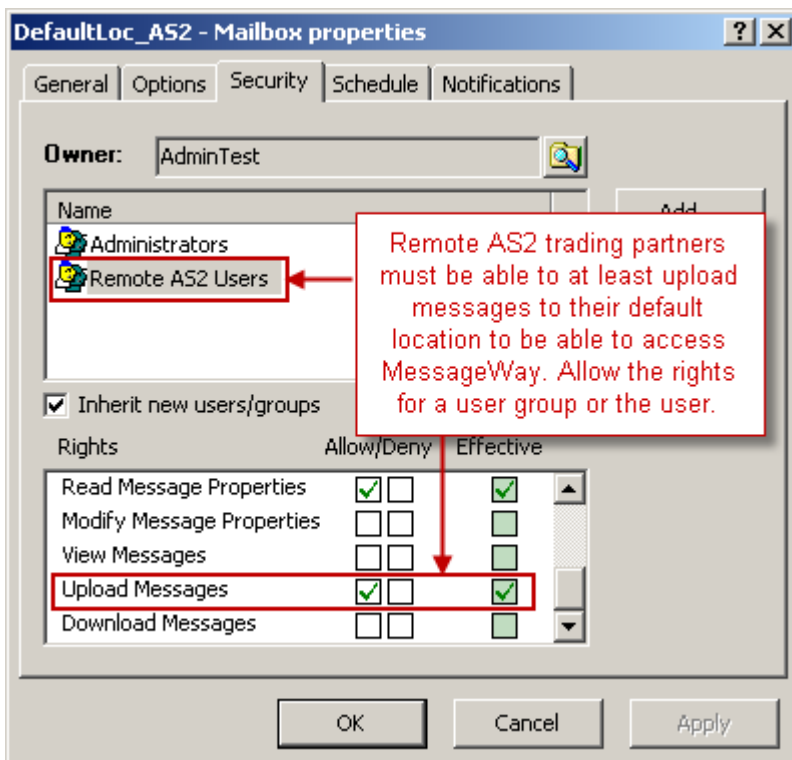 DefaultLoc_AS2 - Mailbox properties
General Options Security Schedule Notifications
Owner: AdminTest
Name
Administrators
Remote AS2 Users
Remote AS2 trading partners
must be able to at least upload
messages to their default
location to be able to access
MessageWay. Allow the rights
for a user group or the user.
Inherit new users/groups
Rights Allow/Deny Effective
Read Message Properties
Modify Message Properties
View Messages
Upload Messages
Download Messages
OK Cancel Apply